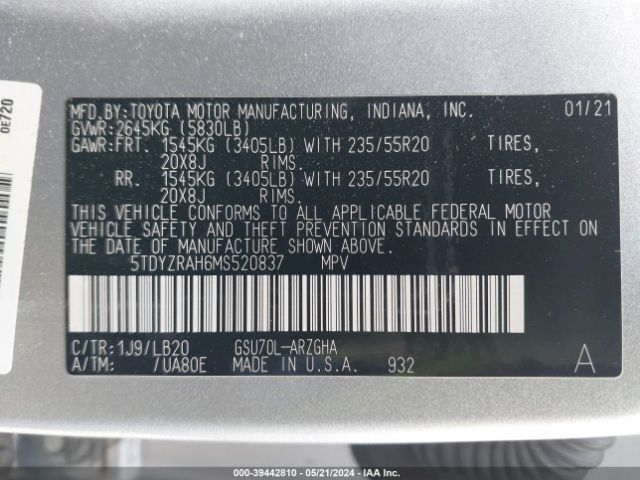 0E720
MFD.BY:TOYOTA MOTOR MANUFACTURING, INDIANA, INC. 01/21
GVWR:2645KG (5830LB)
GAWR:FRT. 1545KG (3405LB) WITH 235/55R20 TIRES,
20X8J RIMS.
RR. 1545KG (3405LB) WITH 235/55R20 TIRES,
20X8J RIMS.
THIS VEHICLE CONFORMS TO ALL APPLICABLE FEDERAL MOTOR
VEHICLE SAFETY AND THEFT PREVENTION STANDARDS IN EFFECT ON
THE DATE OF MANUFACTURE SHOWN ABOVE.
5TDYZRAH6MS520837 MPV
C/TR:1J9/LB20 GSU70L-ARZGHA
A/TM: /UA80E MADE IN U.S.A. 932 A
000-39442810 - 05/21/2024 - IAA Inc.